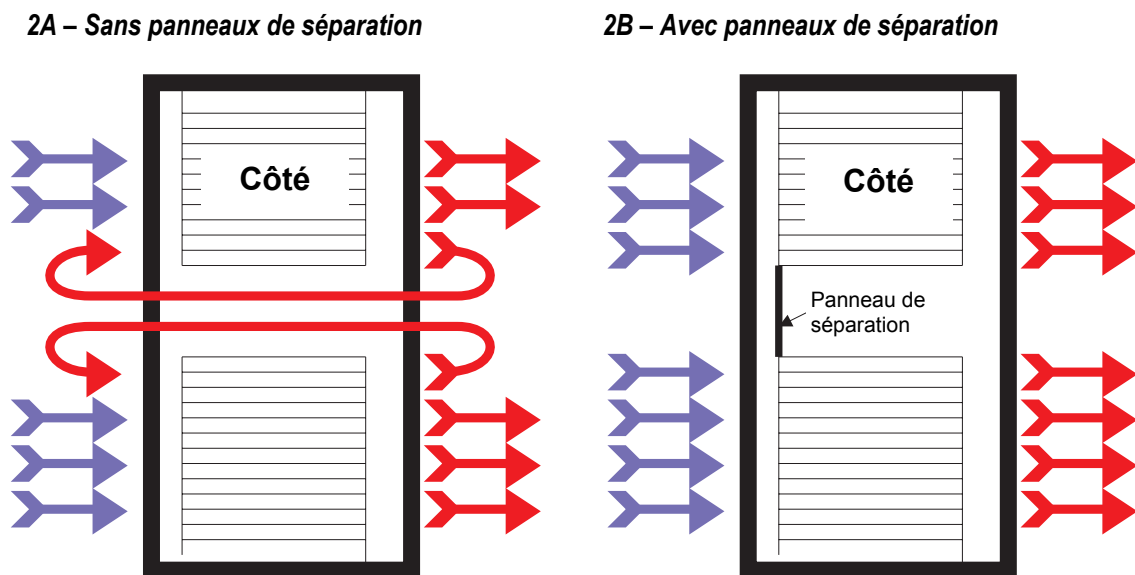 2A – Sans panneaux de séparation
2B – Avec panneaux de séparation
Côté
Côté
Panneau de
séparation